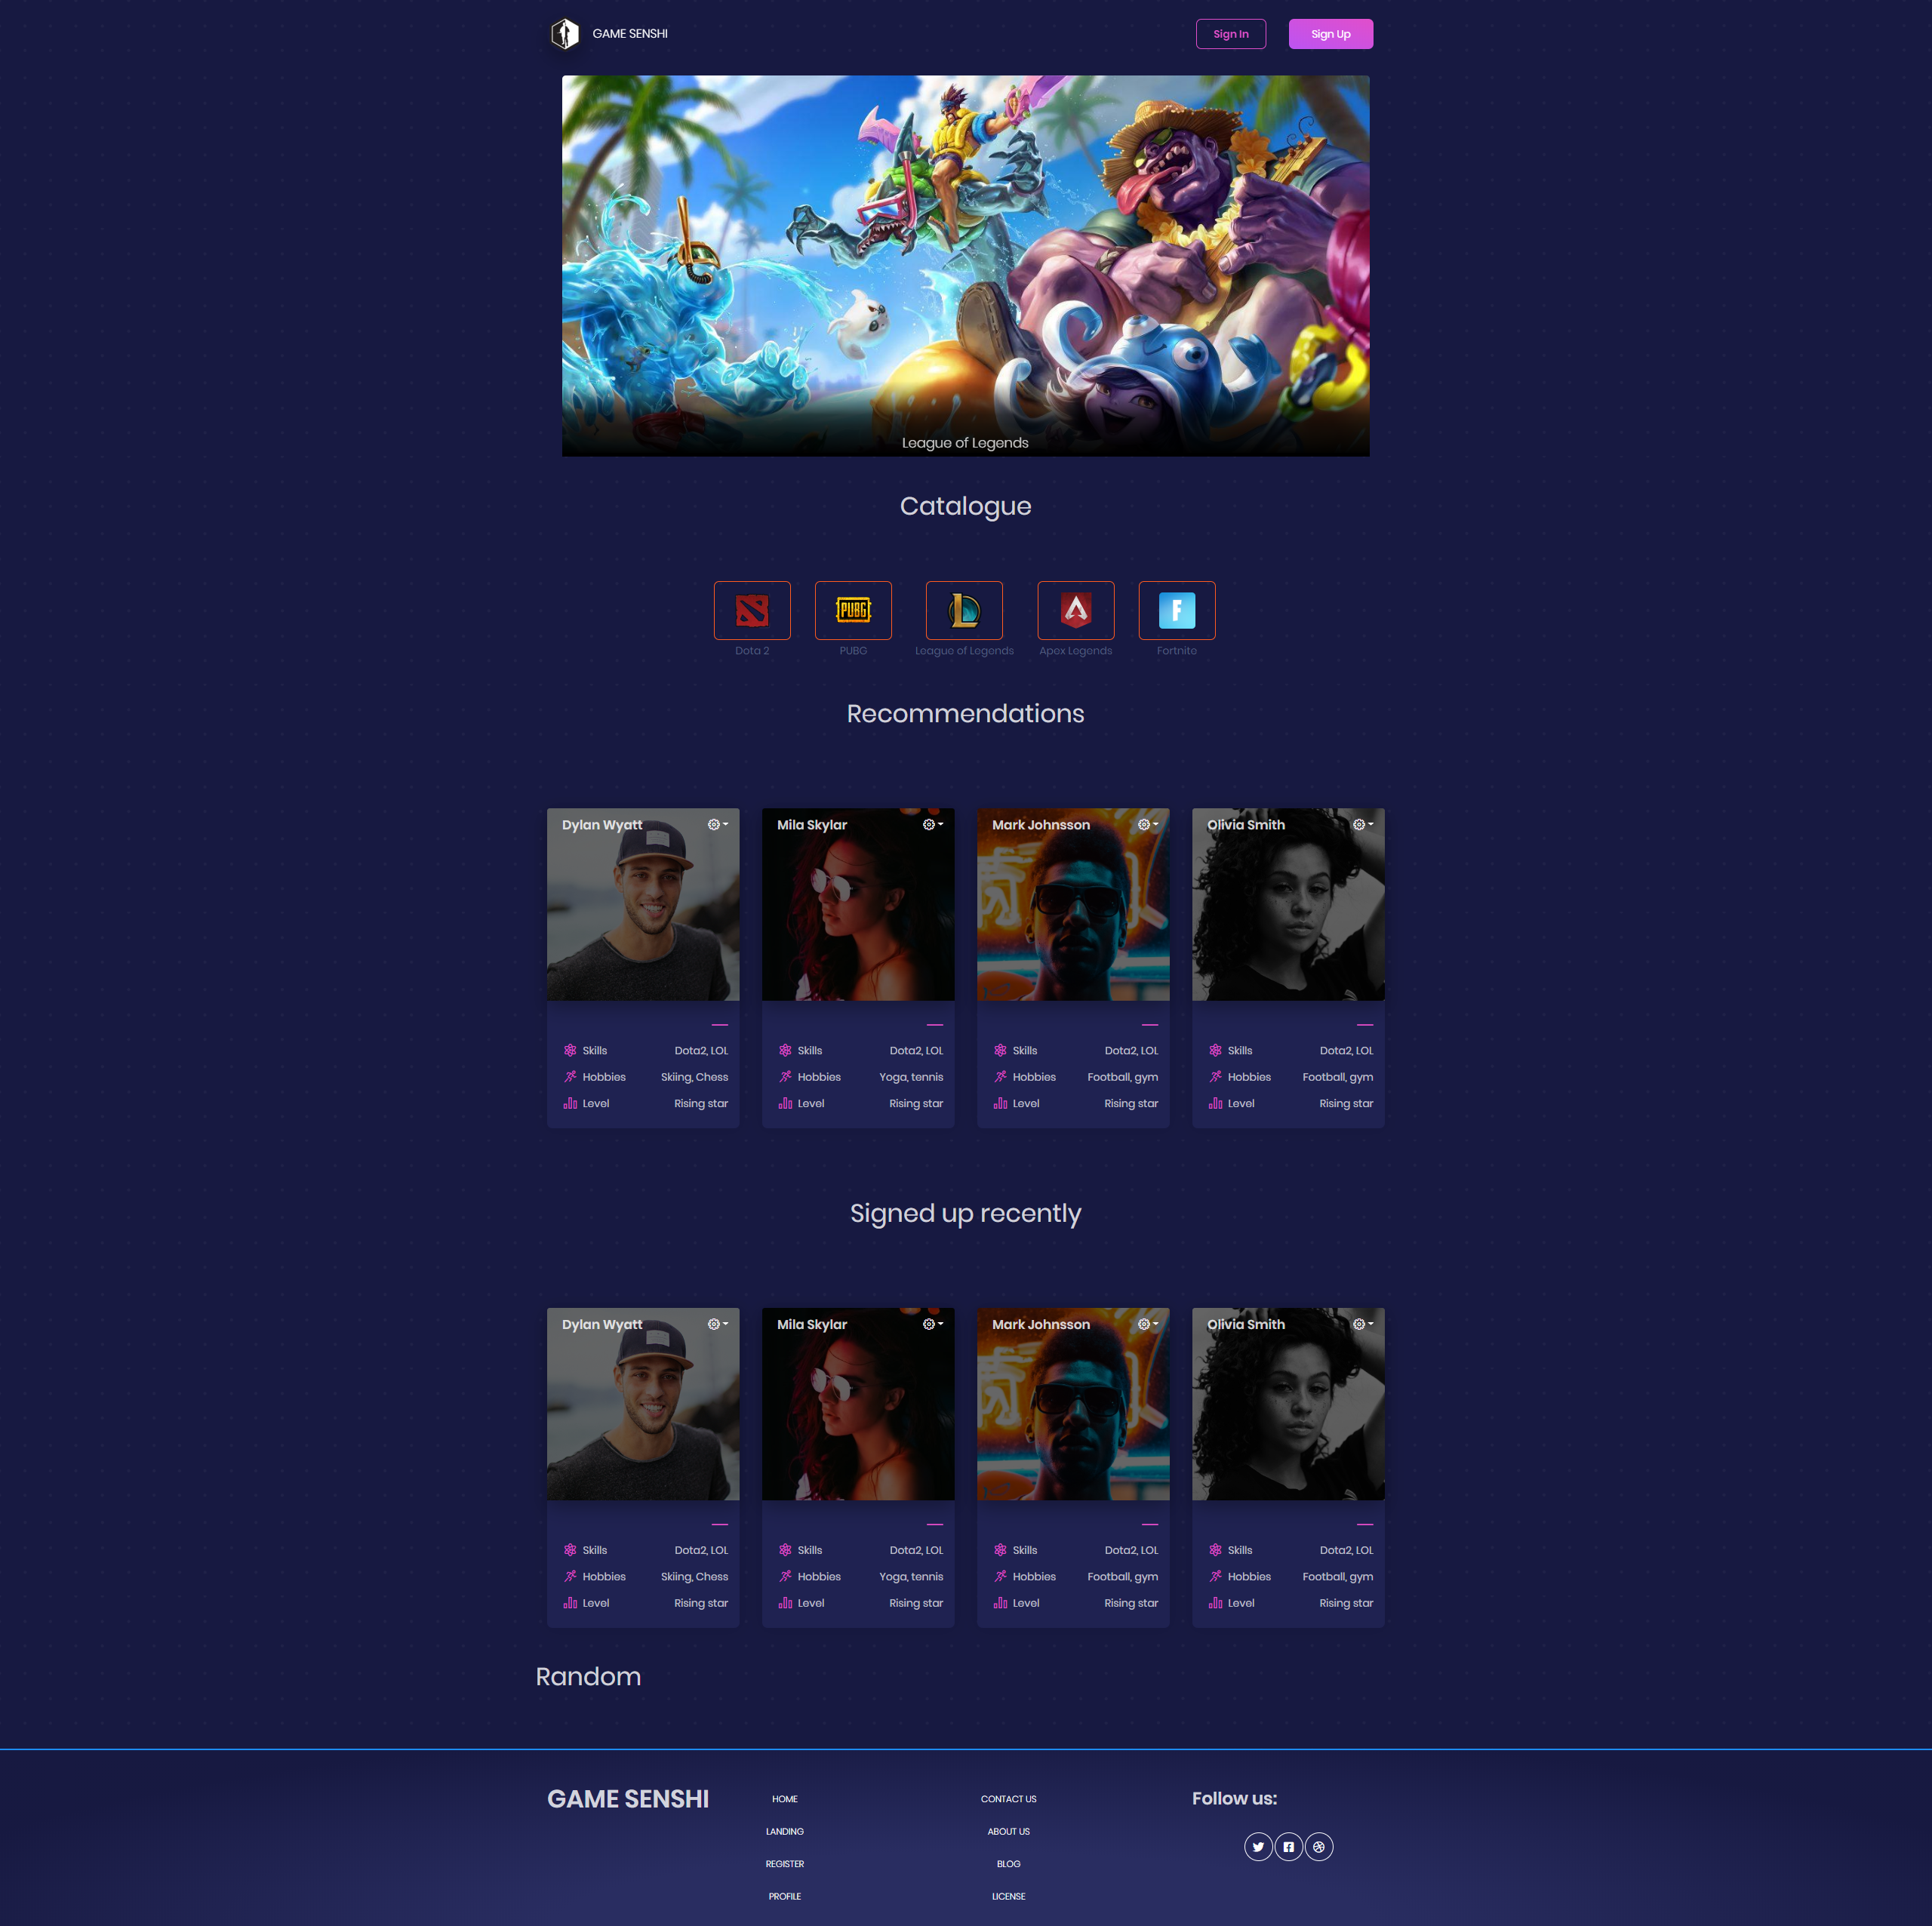 GAME SENSHI
Sign In
Sign Up
League of Legends
Catalogue
PUBG
F
Dota 2
PUBG
League of Legends
Apex Legends
Fortnite
Recommendations
Dylan Wyatt
Mila Skylar
Mark Johnsson
Olivia Smith
Skills Dota2, LOL
Hobbies Skiing, Chess
Level Rising star
Skills Dota2, LOL
Hobbies Yoga, tennis
Level Rising star
Skills Dota2, LOL
Hobbies Football, gym
Level Rising star
Skills Dota2, LOL
Hobbies Football, gym
Level Rising star
Signed up recently
Dylan Wyatt
Mila Skylar
Mark Johnsson
Olivia Smith
Skills Dota2, LOL
Hobbies Skiing, Chess
Level Rising star
Skills Dota2, LOL
Hobbies Yoga, tennis
Level Rising star
Skills Dota2, LOL
Hobbies Football, gym
Level Rising star
Skills Dota2, LOL
Hobbies Football, gym
Level Rising star
Random
GAME SENSHI
HOME
LANDING
REGISTER
PROFILE
CONTACT US
ABOUT US
BLOG
LICENSE
Follow us: